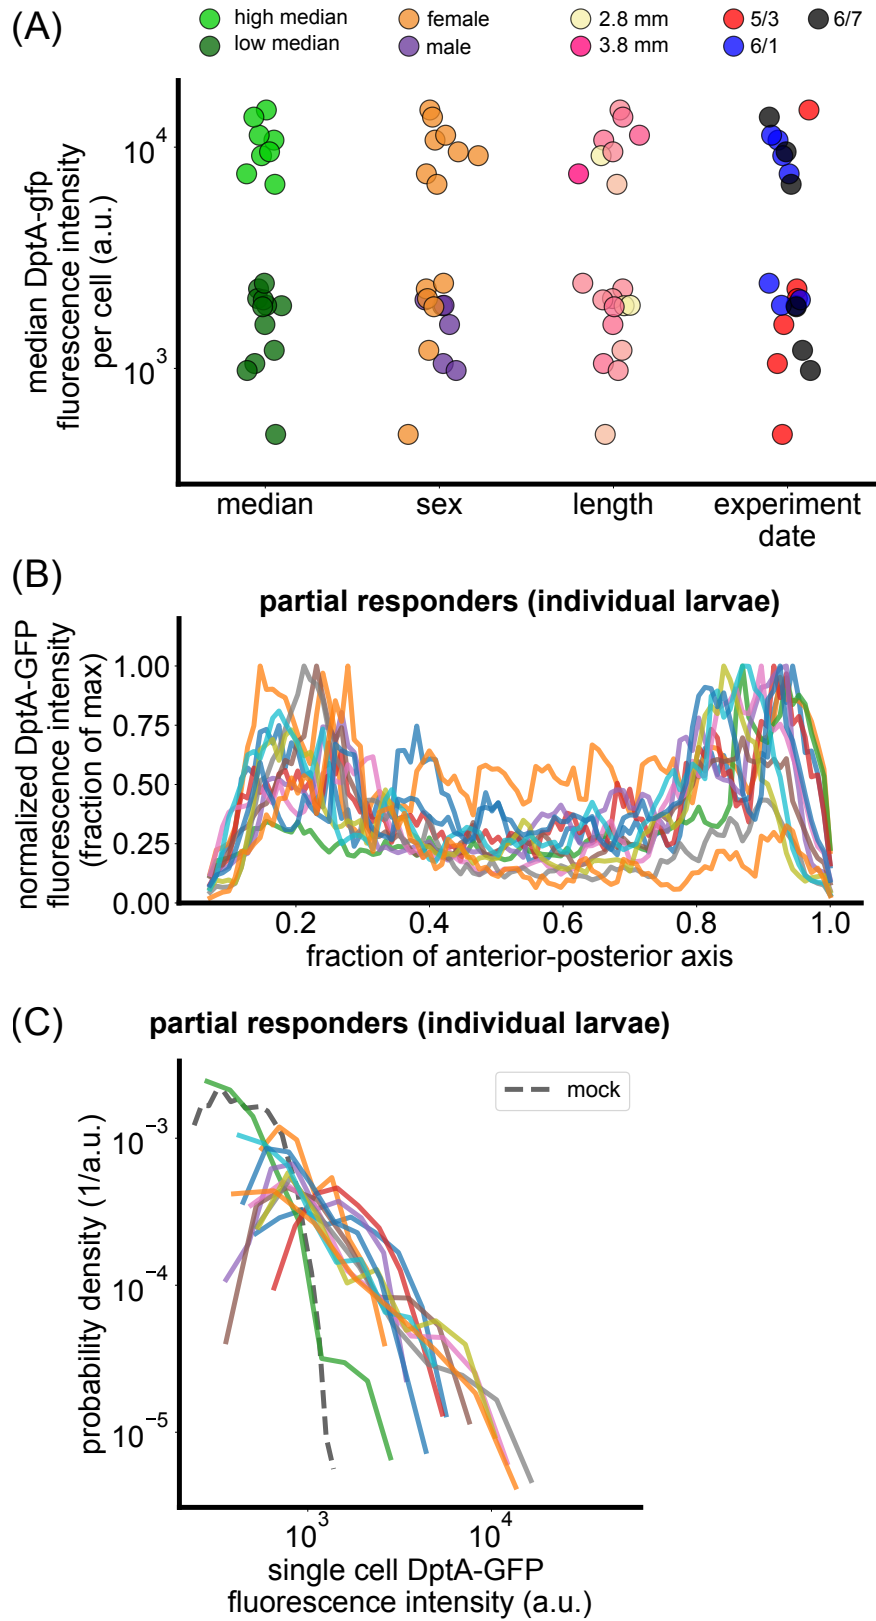 (A)
high median
low median
female
male
2.8 mm
3.8 mm
5/3
6/1
6/7
median DptA-gfp
fluorescence intensity
per cell (a.u.)
10^4
10^3
median
sex
length
experiment
date
(B)
partial responders (individual larvae)
normalized DptA-GFP
fluorescence intensity
(fraction of max)
1.00
0.75
0.50
0.25
0.00
0.2
0.4
0.6
0.8
1.0
fraction of anterior-posterior axis
(C)
partial responders (individual larvae)
mock
probability density (1/a.u.)
10^−3
10^−4
10^−5
10^3
10^4
single cell DptA-GFP
fluorescence intensity (a.u.)